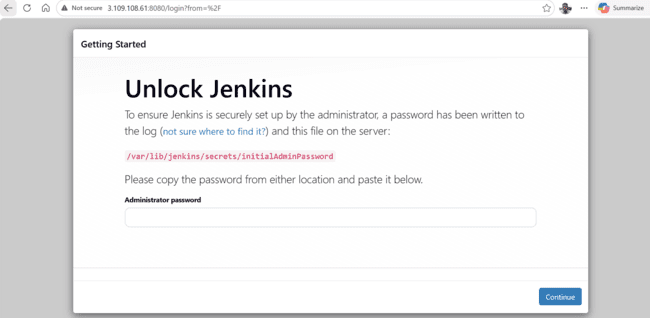 Not secure 3.109.108.61:8080/login?from=%2F
Summarize
Getting Started
Unlock Jenkins
To ensure Jenkins is securely set up by the administrator, a password has been written to
the log (not sure where to find it?) and this file on the server:
/var/lib/jenkins/secrets/initialAdminPassword
Please copy the password from either location and paste it below.
Administrator password
Continue